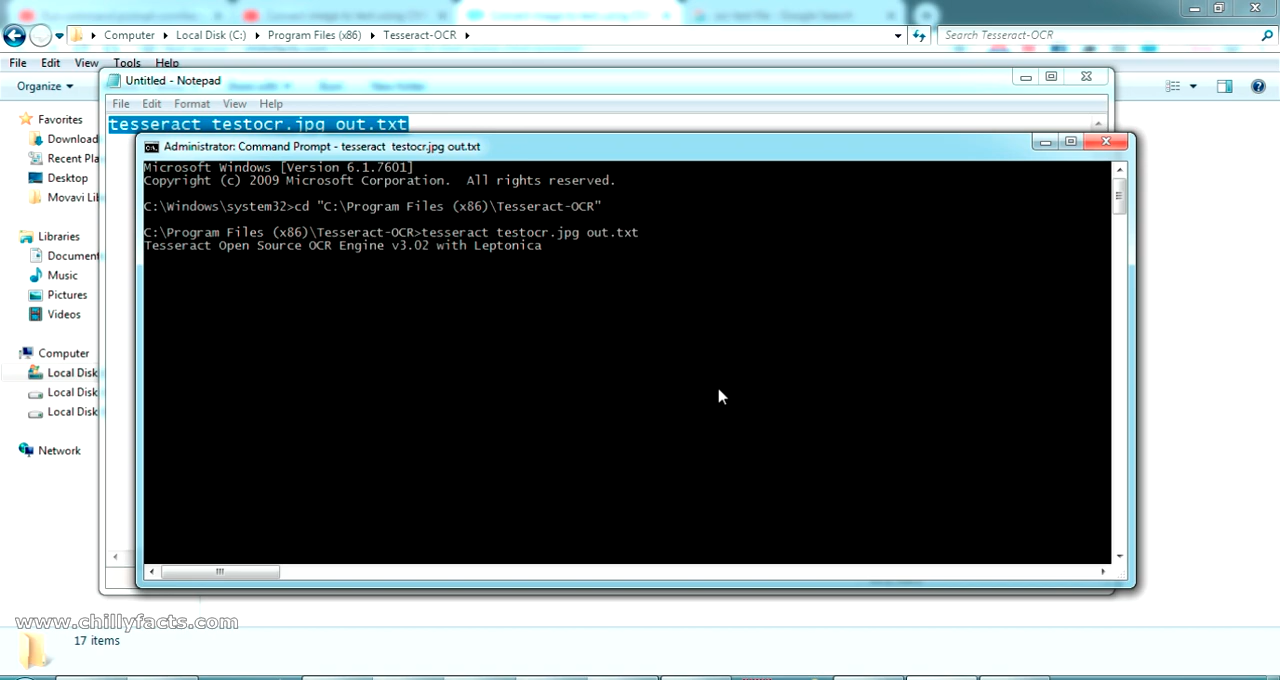 Computer Local Disk (C:) Program Files (x86) Tesseract-OCR
Search Tesseract-OCR
File Edit View Tools Help
Organize
Untitled - Notepad
File Edit Format View Help
tesseract testocr.jpg out.txt
Administrator: Command Prompt - tesseract testocr.jpg out.txt
Microsoft Windows [Version 6.1.7601]
Copyright (c) 2009 Microsoft Corporation. All rights reserved.
C:\Windows\system32>cd "C:\Program Files (x86)\Tesseract-OCR"
C:\Program Files (x86)\Tesseract-OCR>tesseract testocr.jpg out.txt
Tesseract Open Source OCR Engine v3.02 with Leptonica
Favorites
Download
Recent Pla
Desktop
Movavi Lib
Libraries
Document
Music
Pictures
Videos
Computer
Local Disk
Local Disk
Local Disk
Network
www.chillyfacts.com
17 items